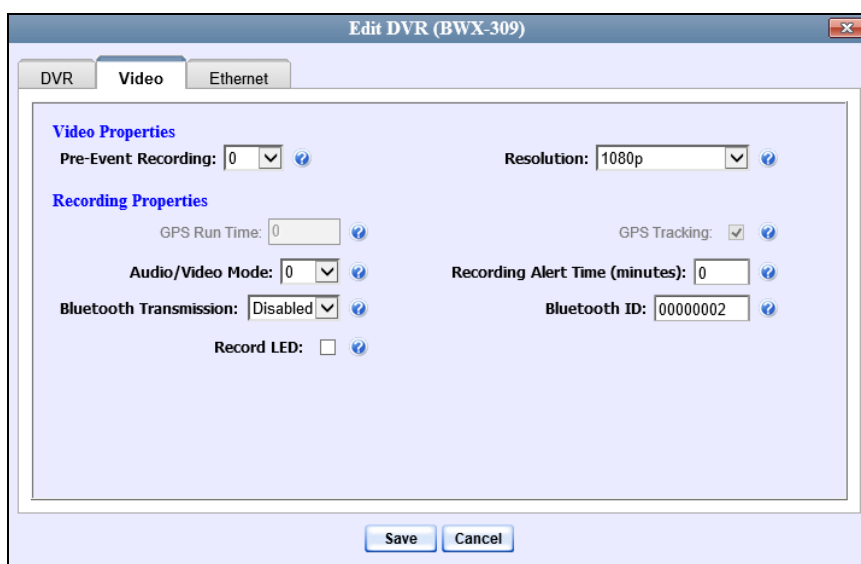 Edit DVR (BWX-309)
DVR Video Ethernet
Video Properties
Pre-Event Recording: 0 Resolution: 1080p
Recording Properties
GPS Run Time: 0 GPS Tracking:
Audio/Video Mode: 0 Recording Alert Time (minutes): 0
Bluetooth Transmission: Disabled Bluetooth ID: 00000002
Record LED:
Save Cancel